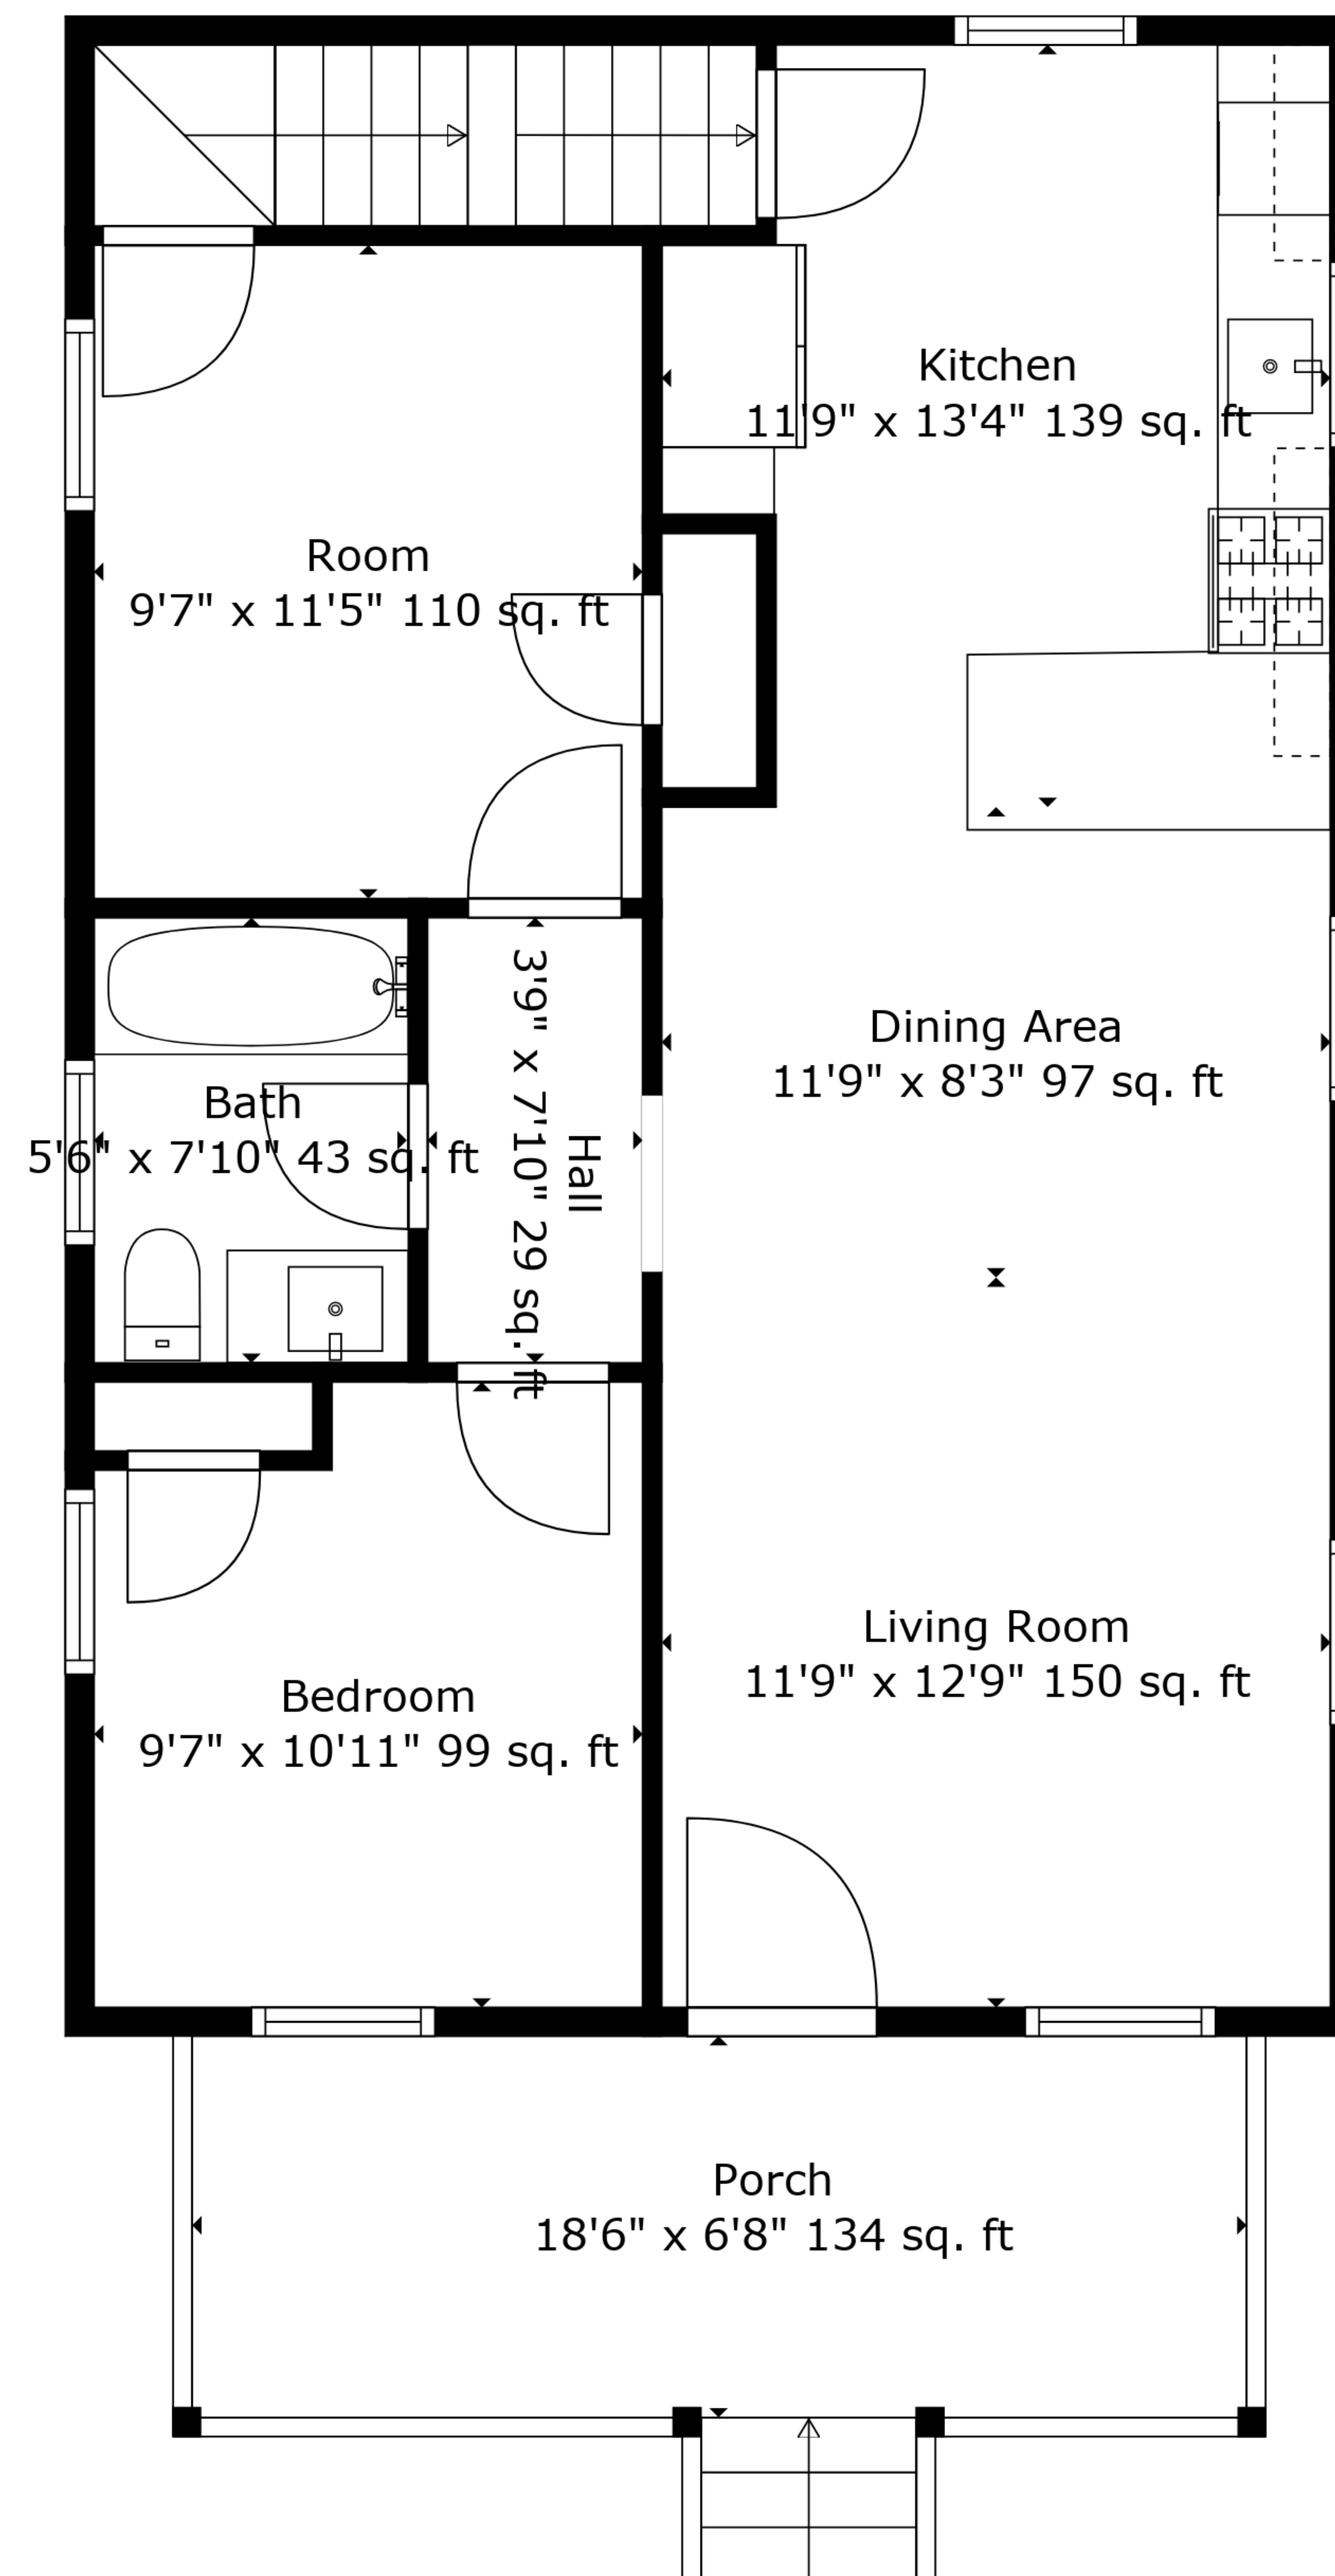 Kitchen
11'9" x 13'4" 139 sq. ft
Room
9'7" x 11'5" 110 sq. ft
Dining Area
11'9" x 8'3" 97 sq. ft
Bath
5'6" x 7'10" 43 sq. ft
Hall
3'9" x 7'10" 29 sq. ft
Living Room
11'9" x 12'9" 150 sq. ft
Bedroom
9'7" x 10'11" 99 sq. ft
Porch
18'6" x 6'8" 134 sq. ft